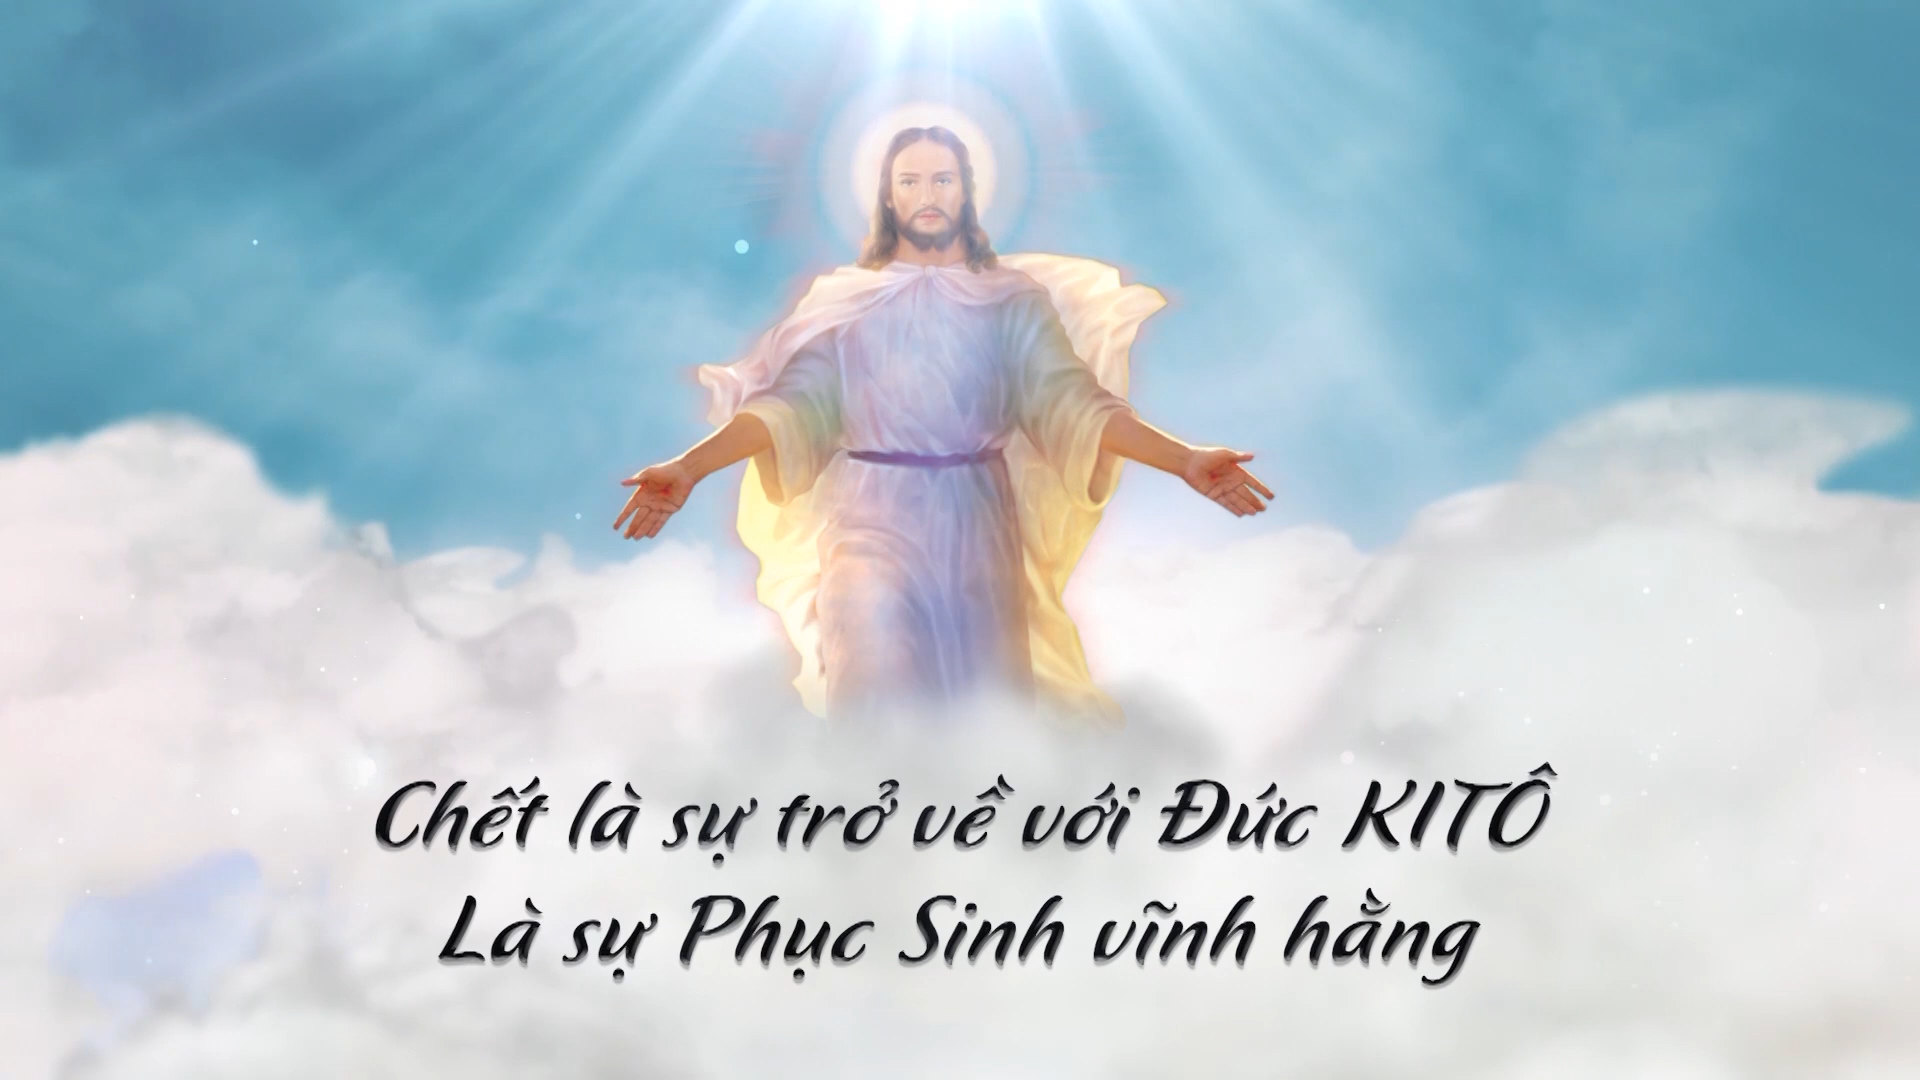 Chết là sự trở về với Đức KITÔ
Là sự Phục Sinh vĩnh hằng